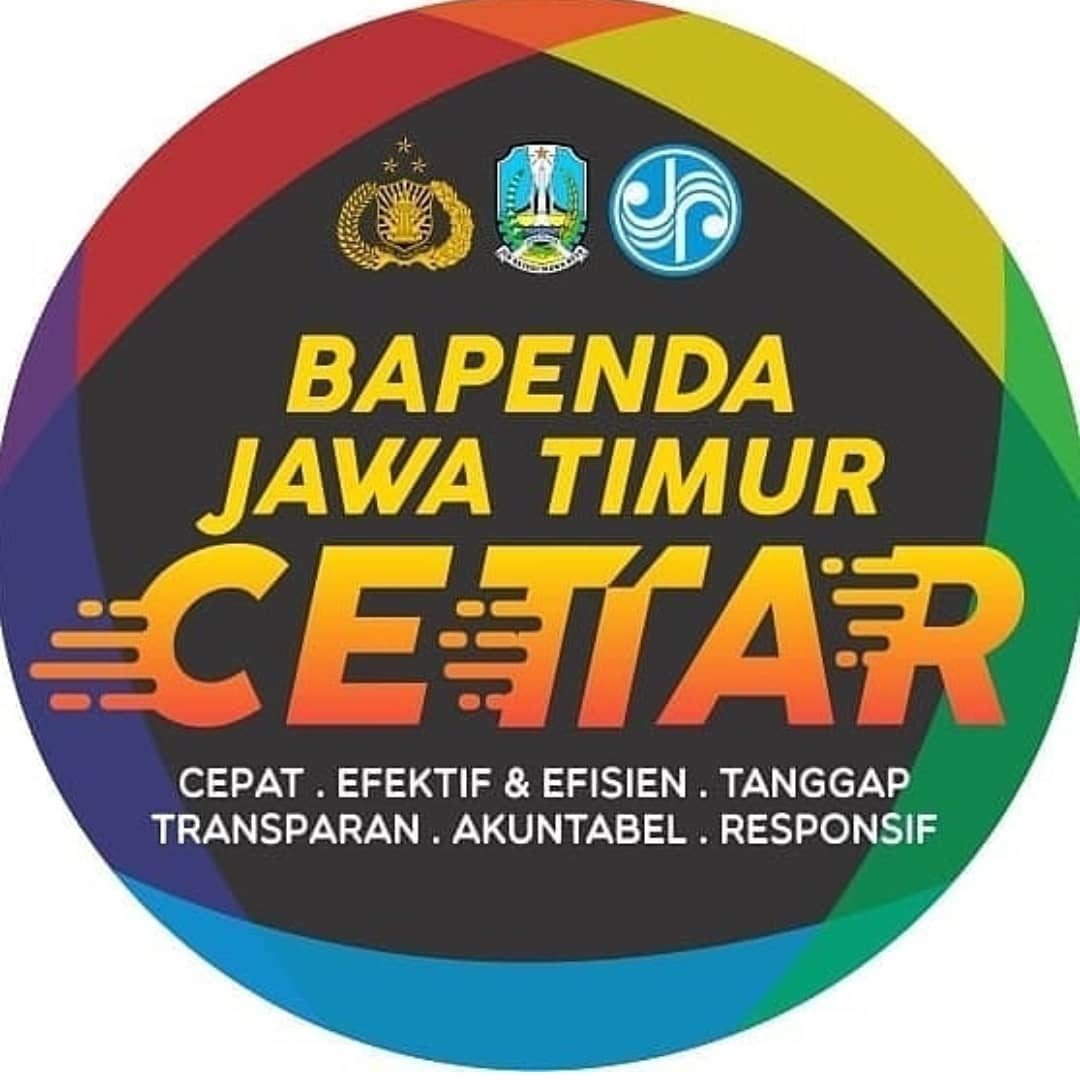 BAPENDA
JAWA TIMUR
CETTAR
CEPAT . EFEKTIF & EFISIEN . TANGGAP
TRANSPARAN . AKUNTABEL . RESPONSIF